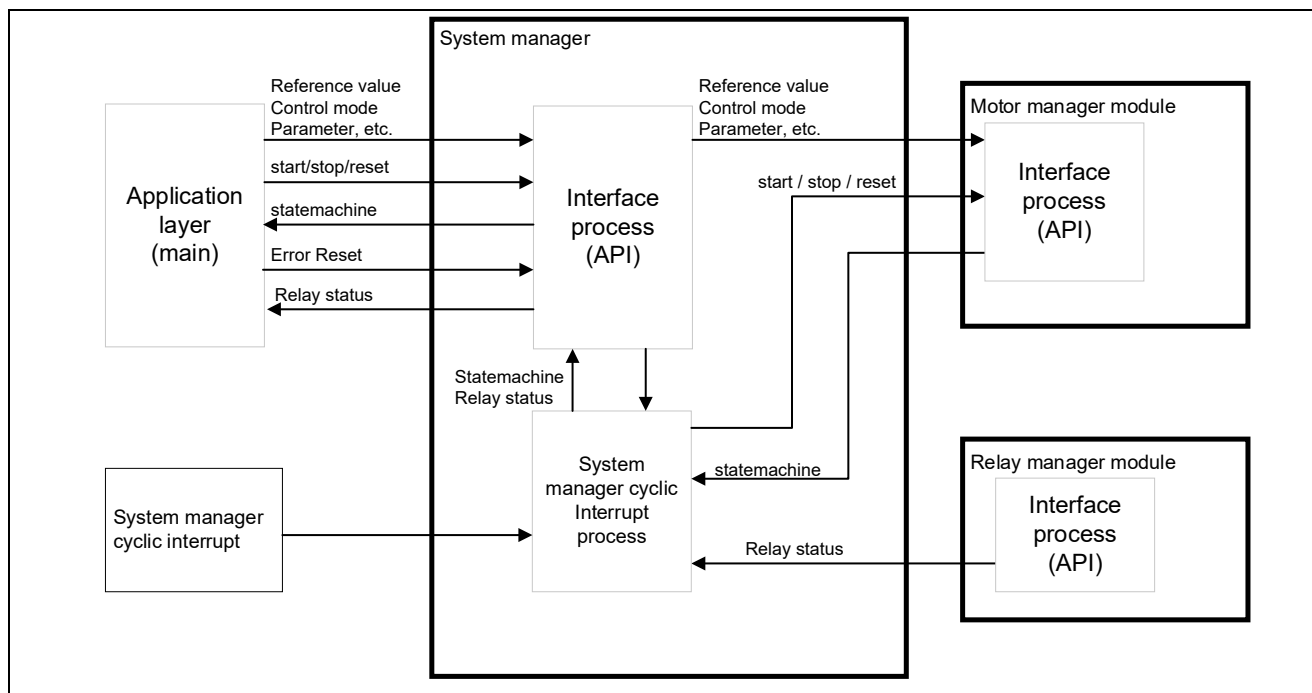 System manager
Reference value
Control mode
Parameter, etc.
start/stop/reset
statemachine
Error Reset
Relay status
Application
layer
(main)
Interface
process
(API)
Reference value
Control mode
Parameter, etc.
start / stop / reset
Motor manager module
Interface
process
(API)
Statemachine
Relay status
System
manager cyclic
Interrupt
process
statemachine
Relay status
Relay manager module
Interface
process
(API)
System manager
cyclic interrupt